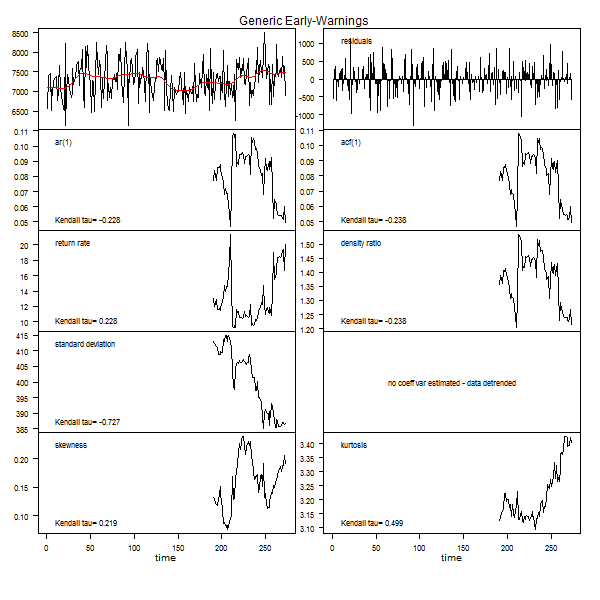 Generic Early-Warnings
8500
8000
7500
7000
6500
residuals
1000
500
0
-500
-1000
ar(1)
0.11
0.10
0.09
0.08
0.07
0.06
0.05
Kendall tau= -0.228
acf(1)
0.11
0.10
0.09
0.08
0.07
0.06
0.05
Kendall tau= -0.238
return rate
20
18
16
14
12
10
Kendall tau= 0.228
density ratio
1.50
1.45
1.40
1.35
1.30
1.25
1.20
Kendall tau= -0.238
standard deviation
415
410
405
400
395
390
385
Kendall tau= -0.727
no coeff var estimated - data detrended
skewness
0.20
0.15
0.10
Kendall tau= 0.219
0 50 100 150 200 250
time
kurtosis
3.40
3.35
3.30
3.25
3.20
3.15
3.10
Kendall tau= 0.499
0 50 100 150 200 250
time